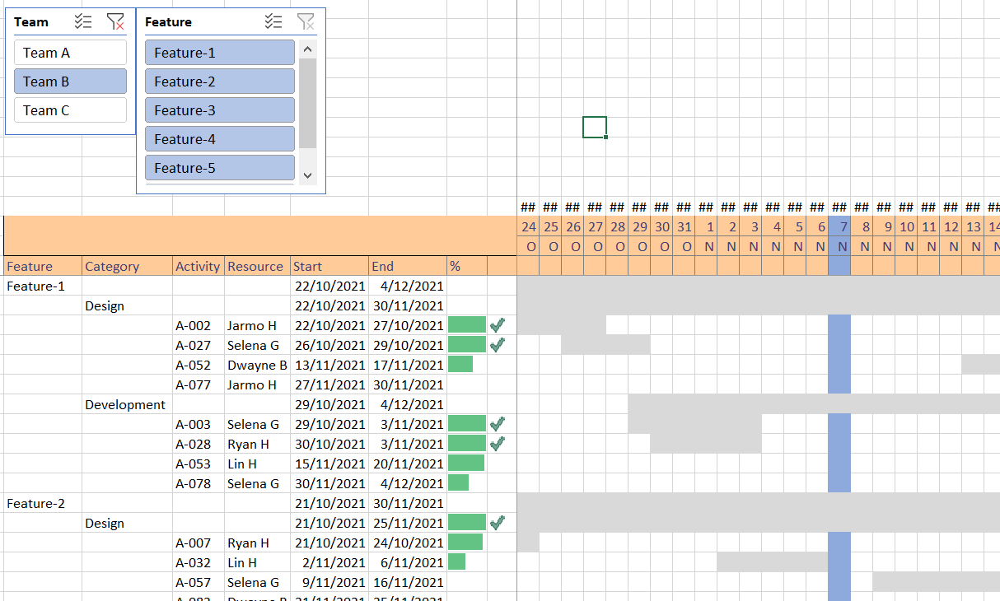 Team
Team A
Team B
Team C
Feature
Feature-1
Feature-2
Feature-3
Feature-4
Feature-5
## ## ## ## ## ## ## ## ## ## ## ## ## ## ## ## ## ## ## ## ## ##
24 25 26 27 28 29 30 31 1 2 3 4 5 6 7 8 9 10 11 12 13 14
O O O O O O O O N N N N N N N N N N N N N N
Feature Category Activity Resource Start End %
Feature-1 22/10/2021 4/12/2021
Design 22/10/2021 30/11/2021
A-002 Jarmo H 22/10/2021 27/10/2021
A-027 Selena G 26/10/2021 29/10/2021
A-052 Dwayne B 13/11/2021 17/11/2021
A-077 Jarmo H 27/11/2021 30/11/2021
Development 29/10/2021 4/12/2021
A-003 Selena G 29/10/2021 3/11/2021
A-028 Ryan H 30/10/2021 3/11/2021
A-053 Lin H 15/11/2021 20/11/2021
A-078 Selena G 30/11/2021 4/12/2021
Feature-2 21/10/2021 30/11/2021
Design 21/10/2021 25/11/2021
A-007 Ryan H 21/10/2021 24/10/2021
A-032 Lin H 2/11/2021 6/11/2021
A-057 Selena G 9/11/2021 16/11/2021